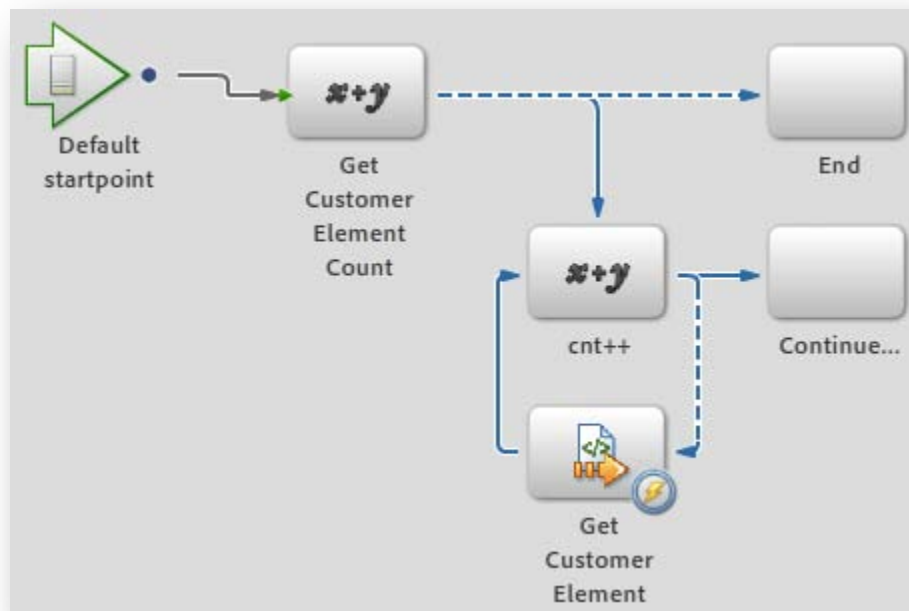 x+y
Default
startpoint
Get
Customer
Element
Count
End
x+y
cnt++
Continue...
</>
Get
Customer
Element